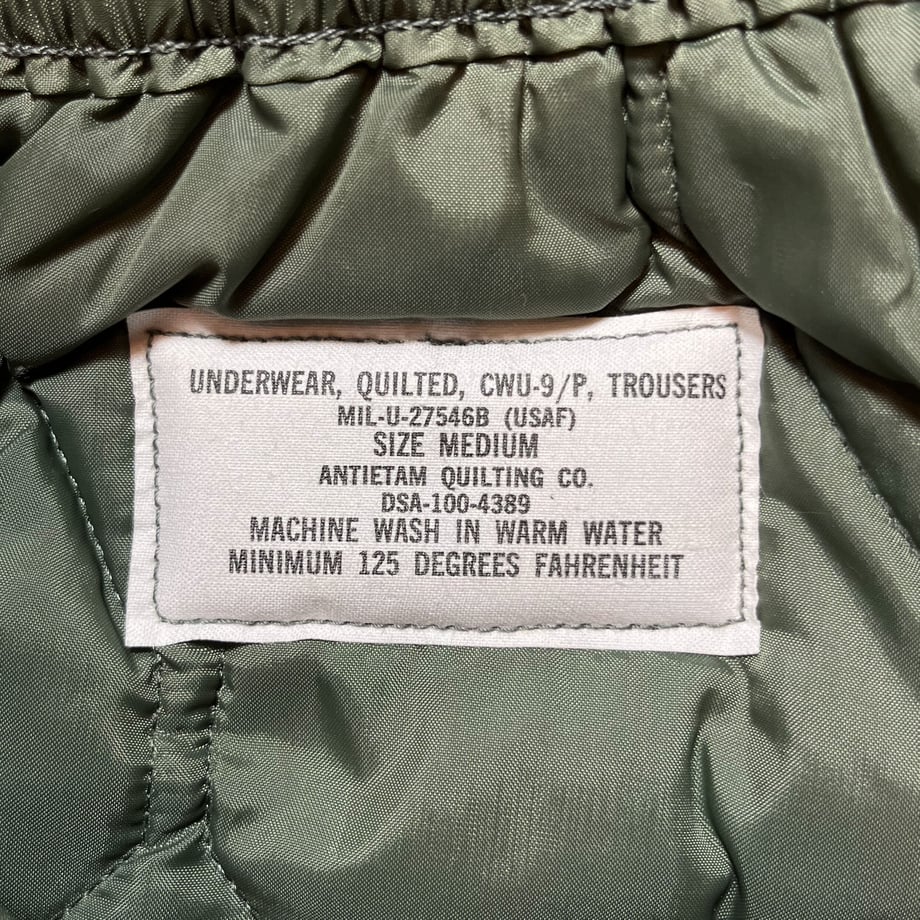 UNDERWEAR, QUILTED, CWU-9/P, TROUSERS
MIL-U-27546B (USAF)
SIZE MEDIUM
ANTIETAM QUILTING CO.
DSA-100-4389
MACHINE WASH IN WARM WATER
MINIMUM 125 DEGREES FAHRENHEIT